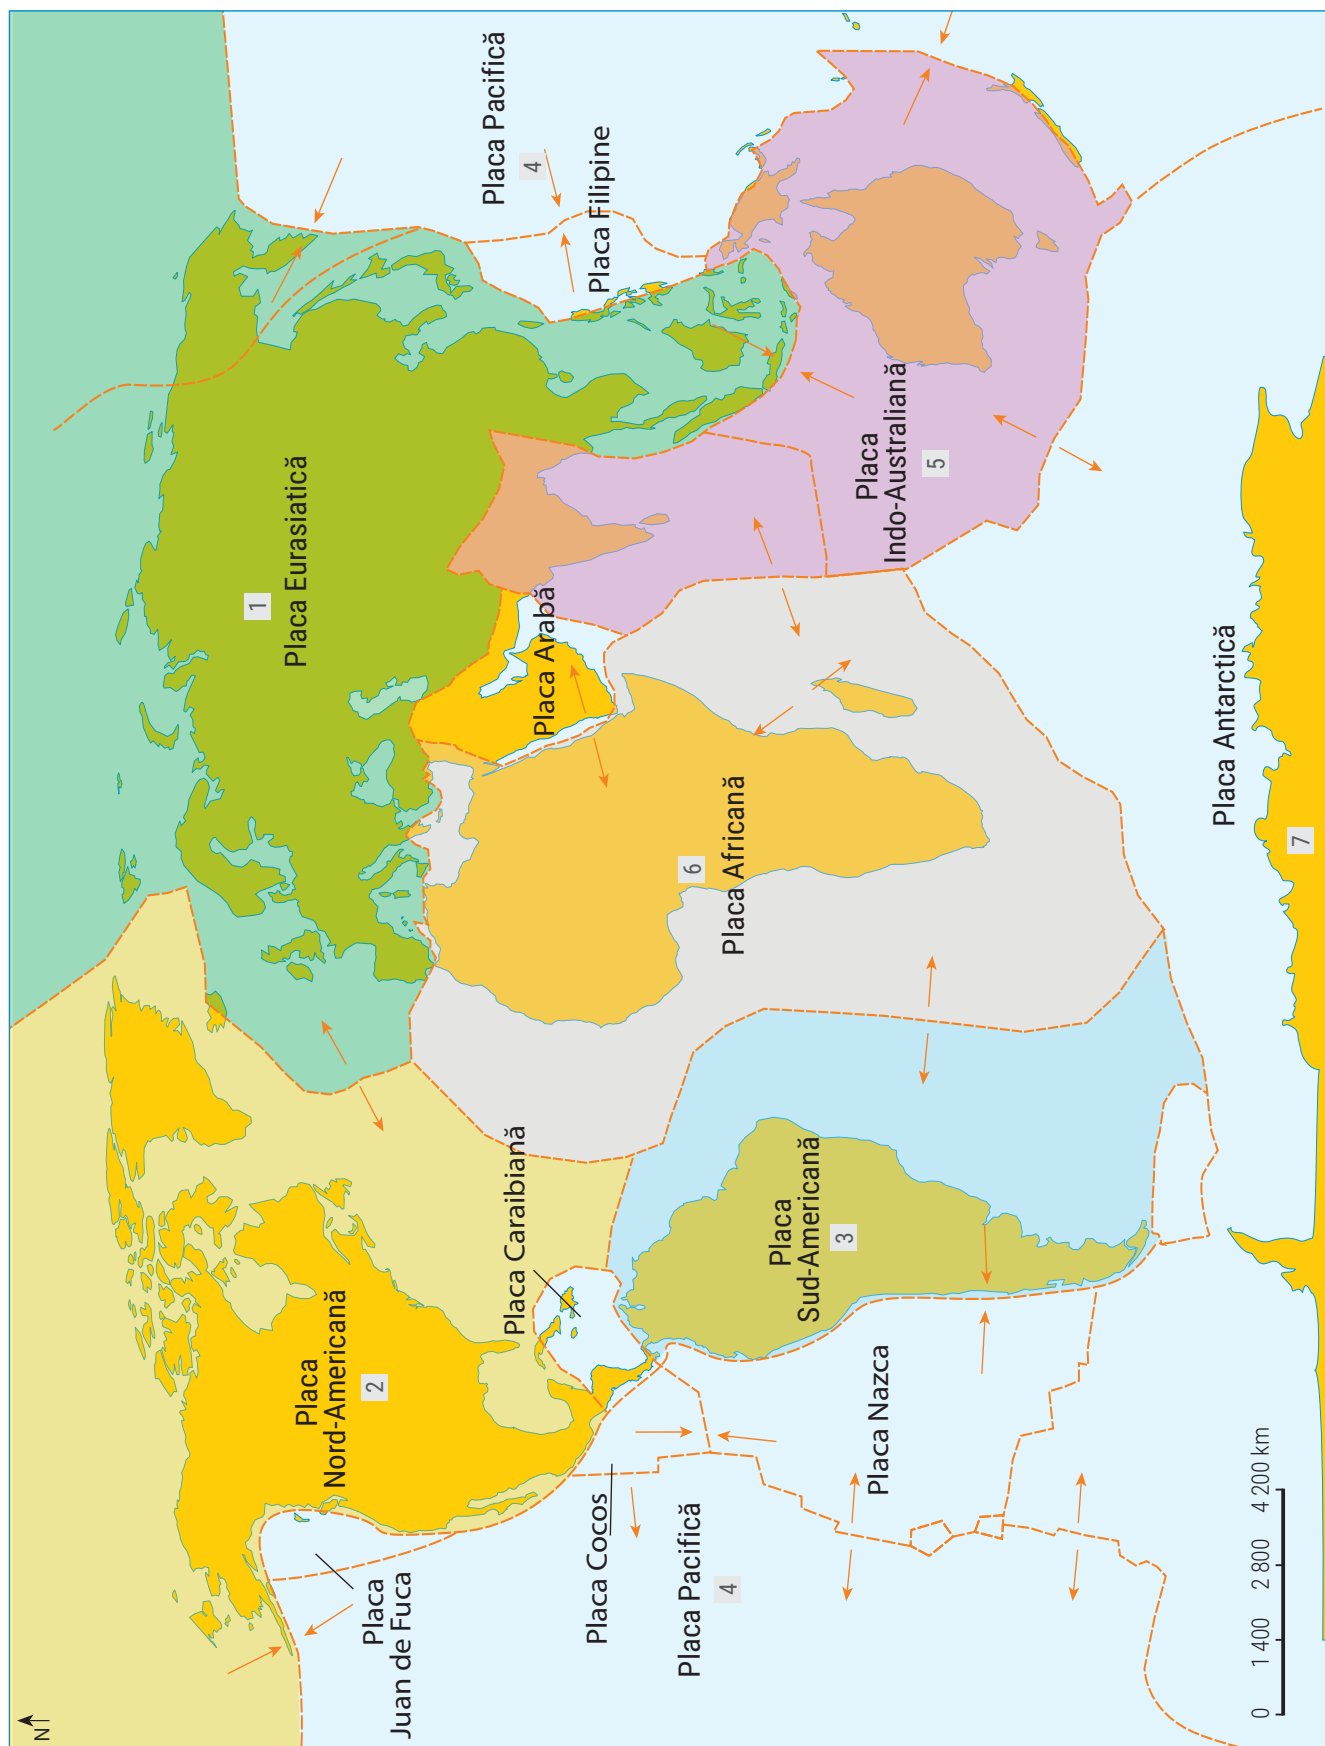 N
1
Placa Eurasiatică
Placa
Nord-Americană
2
Placa
Juan de Fuca
Placa Pacifică
4
Placa Filipine
Placa Arabă
Placa Caraibiană
Placa Cocos
Placa Pacifică
4
6
Placa Africană
Placa
Sud-Americană
3
Placa Nazca
Placa
Indo-Australiană
5
Placa Antarctică
7
0 1 400 2 800 4 200 km